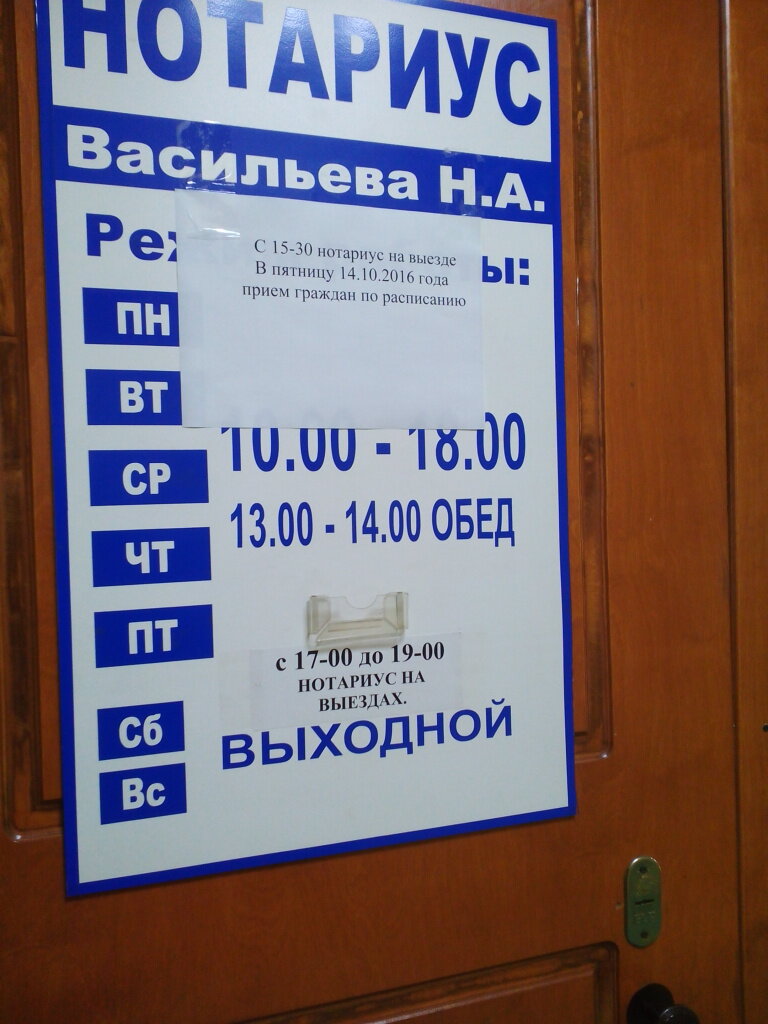 НОТАРИУС
Васильева Н.А.
С 15-30 нотариус на выезде
В пятницу 14.10.2016 года
прием граждан по расписанию
ПН
ВТ
10.00 - 18.00
СР
13.00 - 14.00 ОБЕД
ЧТ
ПТ
с 17-00 до 19-00
НОТАРИУС НА
ВЫЕЗДАХ.
Сб
ВЫХОДНОЙ
Вс